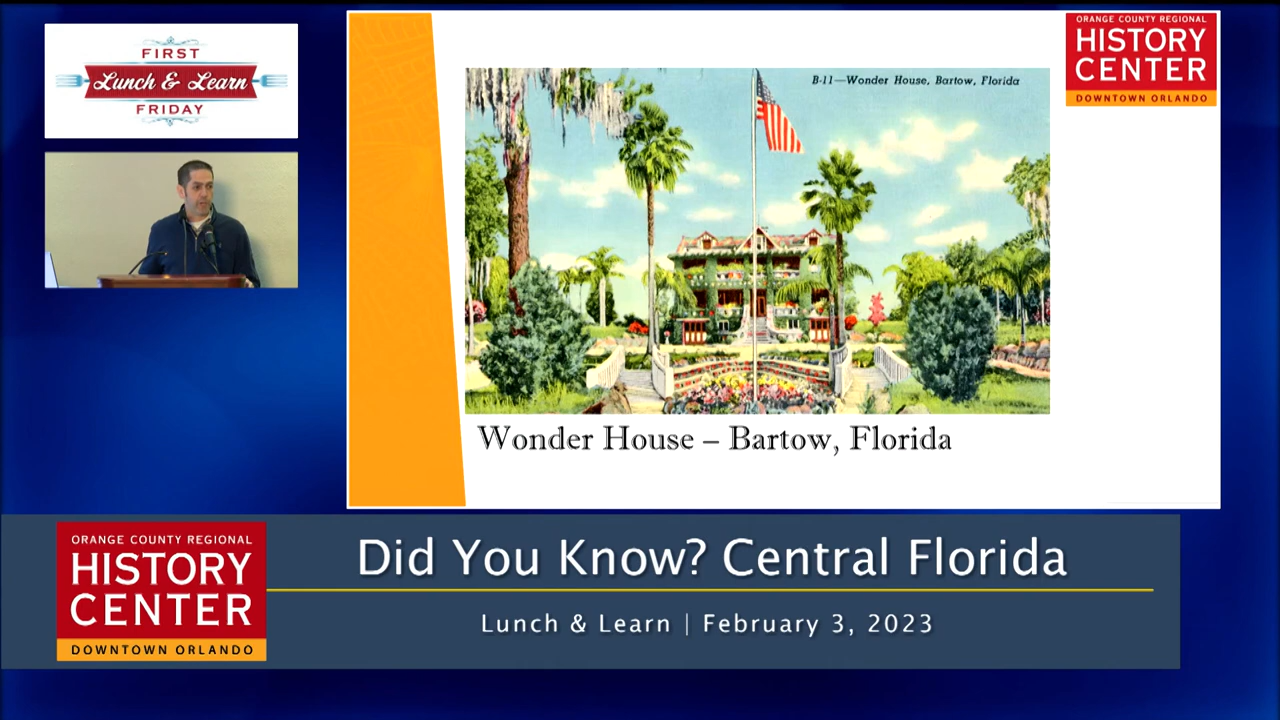 FIRST
Lunch & Learn
FRIDAY
B-11—Wonder House, Bartow, Florida
ORANGE COUNTY REGIONAL
HISTORY
CENTER
DOWNTOWN ORLANDO
Wonder House – Bartow, Florida
ORANGE COUNTY REGIONAL
HISTORY
CENTER
DOWNTOWN ORLANDO
Did You Know? Central Florida
Lunch & Learn | February 3, 2023